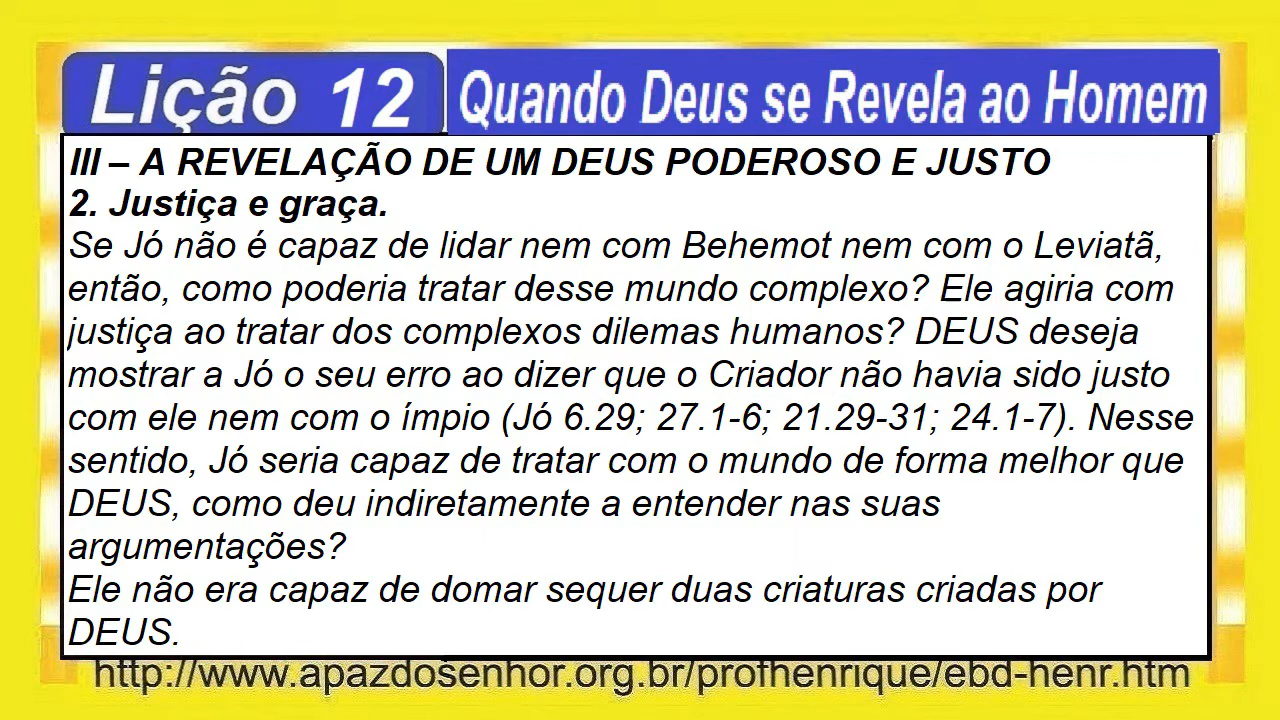 Lição 12 Quando Deus se Revela ao Homem
III – A REVELAÇÃO DE UM DEUS PODEROSO E JUSTO
2. Justiça e graça.
Se Jó não é capaz de lidar nem com Behemot nem com o Leviatã,
então, como poderia tratar desse mundo complexo? Ele agiria com
justiça ao tratar dos complexos dilemas humanos? DEUS deseja
mostrar a Jó o seu erro ao dizer que o Criador não havia sido justo
com ele nem com o ímpio (Jó 6.29; 27.1-6; 21.29-31; 24.1-7). Nesse
sentido, Jó seria capaz de tratar com o mundo de forma melhor que
DEUS, como deu indiretamente a entender nas suas
argumentações?
Ele não era capaz de domar sequer duas criaturas criadas por
DEUS.
http://www.apazdosenhor.org.br/profhenrique/ebd-henr.htm